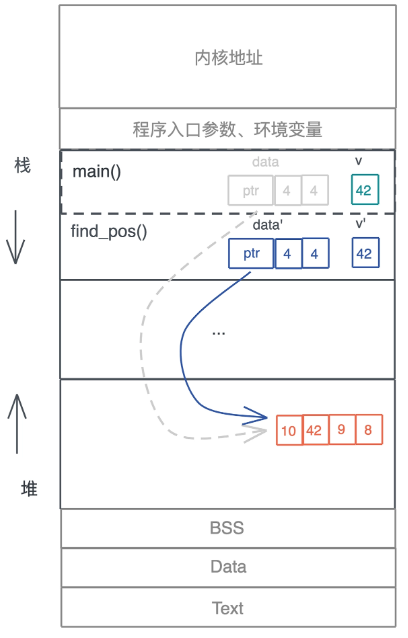 内核地址
程序入口参数、环境变量
栈
data
v
main()
ptr 4 4 42
find_pos()
data'
v'
ptr 4 4 42
...
10 42 9 8
堆
BSS
Data
Text